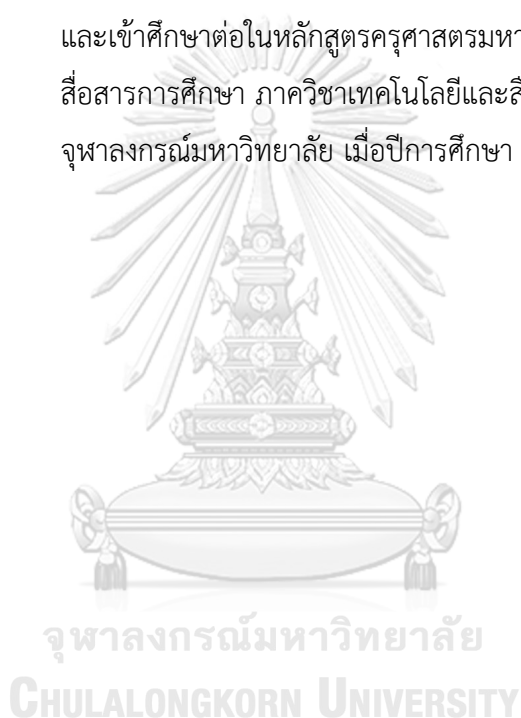 และเข้าศึกษาต่อในหลักสูตรครุศาสตรมหา
สื่อสารการศึกษา ภาควิชาเทคโนโลยีและสื
จุฬาลงกรณ์มหาวิทยาลัย เมื่อปีการศึกษา
จุฬาลงกรณ์มหาวิทยาลัย
CHULALONGKORN UNIVERSITY